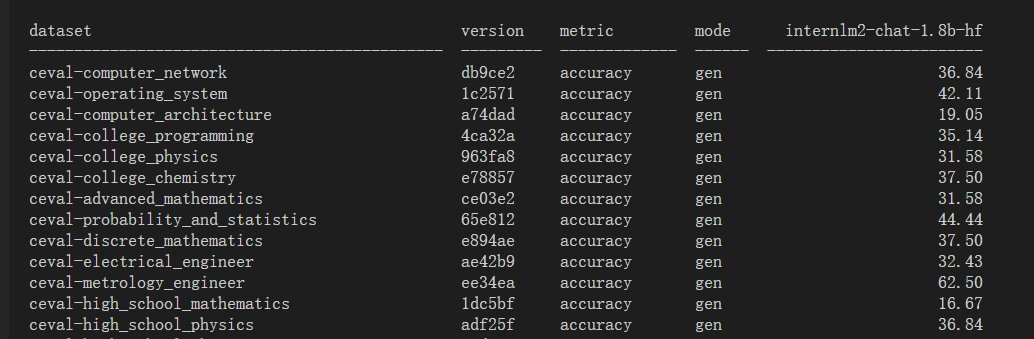 dataset version metric mode internlm2-chat-1.8b-hf
ceval-computer_network db9ce2 accuracy gen 36.84
ceval-operating_system 1c2571 accuracy gen 42.11
ceval-computer_architecture a74dad accuracy gen 19.05
ceval-college_programming 4ca32a accuracy gen 35.14
ceval-college_physics 963fa8 accuracy gen 31.58
ceval-college_chemistry e78857 accuracy gen 37.50
ceval-advanced_mathematics ce03e2 accuracy gen 31.58
ceval-probability_and_statistics 65e812 accuracy gen 44.44
ceval-discrete_mathematics e894ae accuracy gen 37.50
ceval-electrical_engineer ae42b9 accuracy gen 32.43
ceval-metrology_engineer ee34ea accuracy gen 62.50
ceval-high_school_mathematics 1dc5bf accuracy gen 16.67
ceval-high_school_physics adf25f accuracy gen 36.84